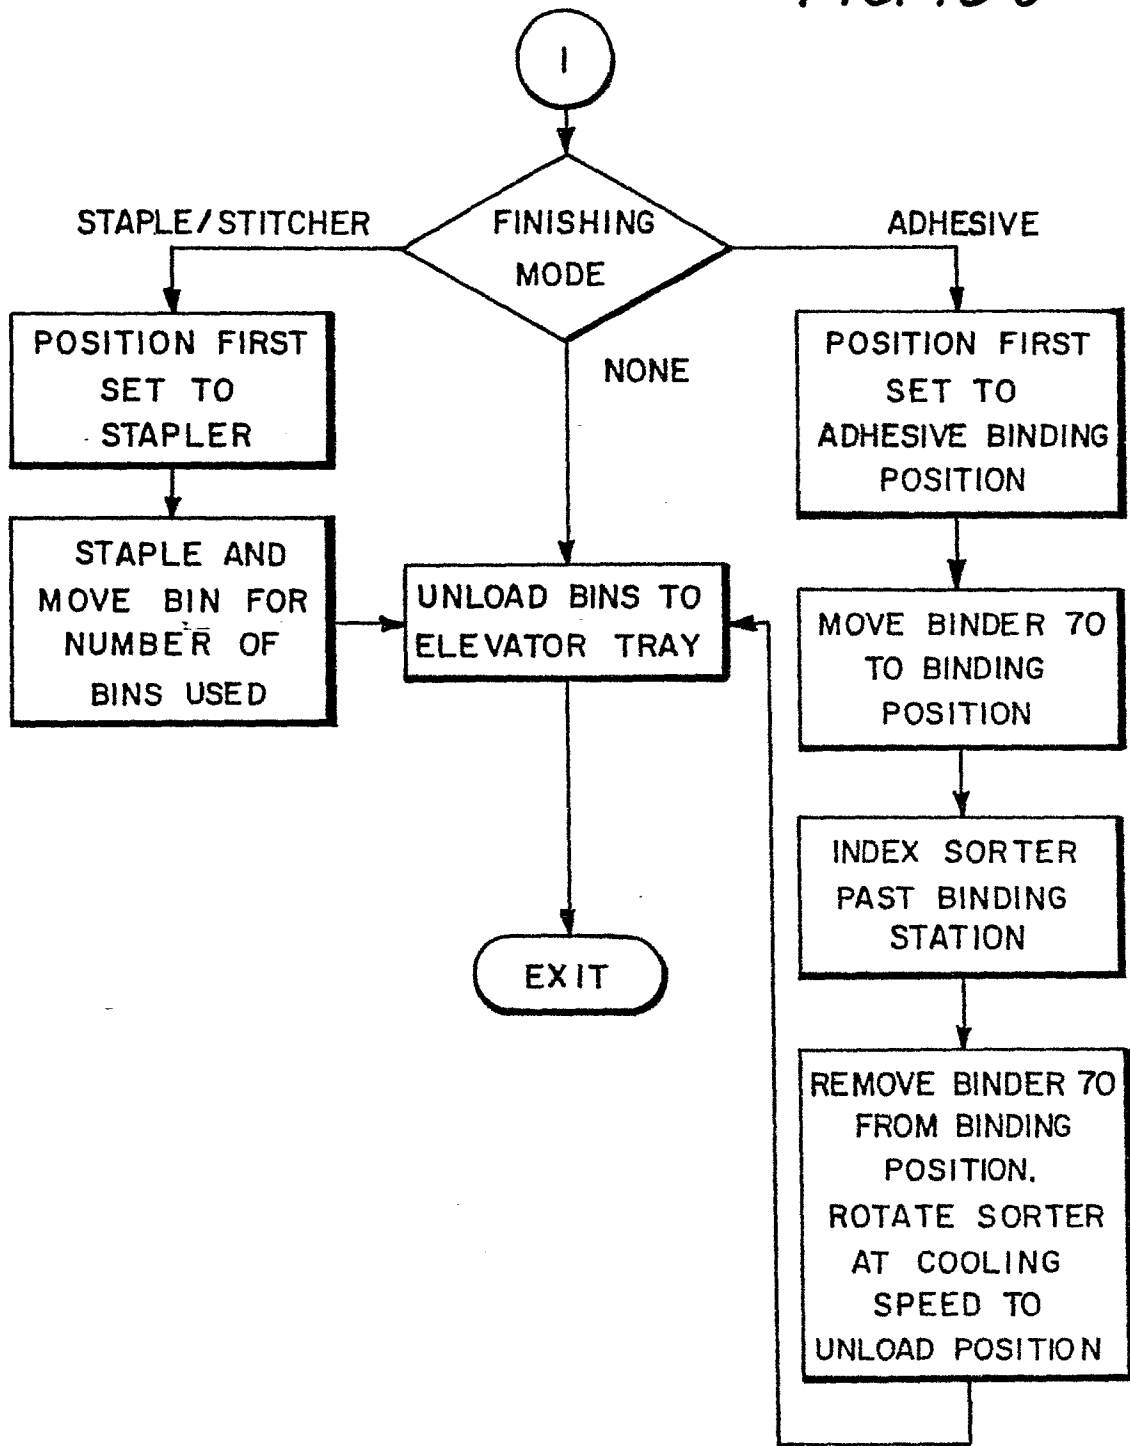 1
FINISHING
MODE
STAPLE/STITCHER
ADHESIVE
NONE
POSITION FIRST
SET TO
STAPLER
STAPLE AND
MOVE BIN FOR
NUMBER OF
BINS USED
UNLOAD BINS TO
ELEVATOR TRAY
EXIT
POSITION FIRST
SET TO
ADHESIVE BINDING
POSITION
MOVE BINDER 70
TO BINDING
POSITION
INDEX SORTER
PAST BINDING
STATION
REMOVE BINDER 70
FROM BINDING
POSITION.
ROTATE SORTER
AT COOLING
SPEED TO
UNLOAD POSITION